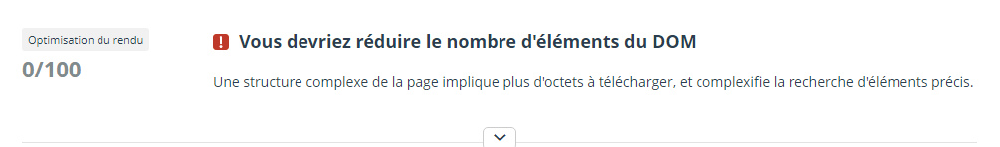 Optimisation du rendu
0/100
Vous devriez réduire le nombre d'éléments du DOM
Une structure complexe de la page implique plus d'octets à télécharger, et complexifie la recherche d'éléments précis.